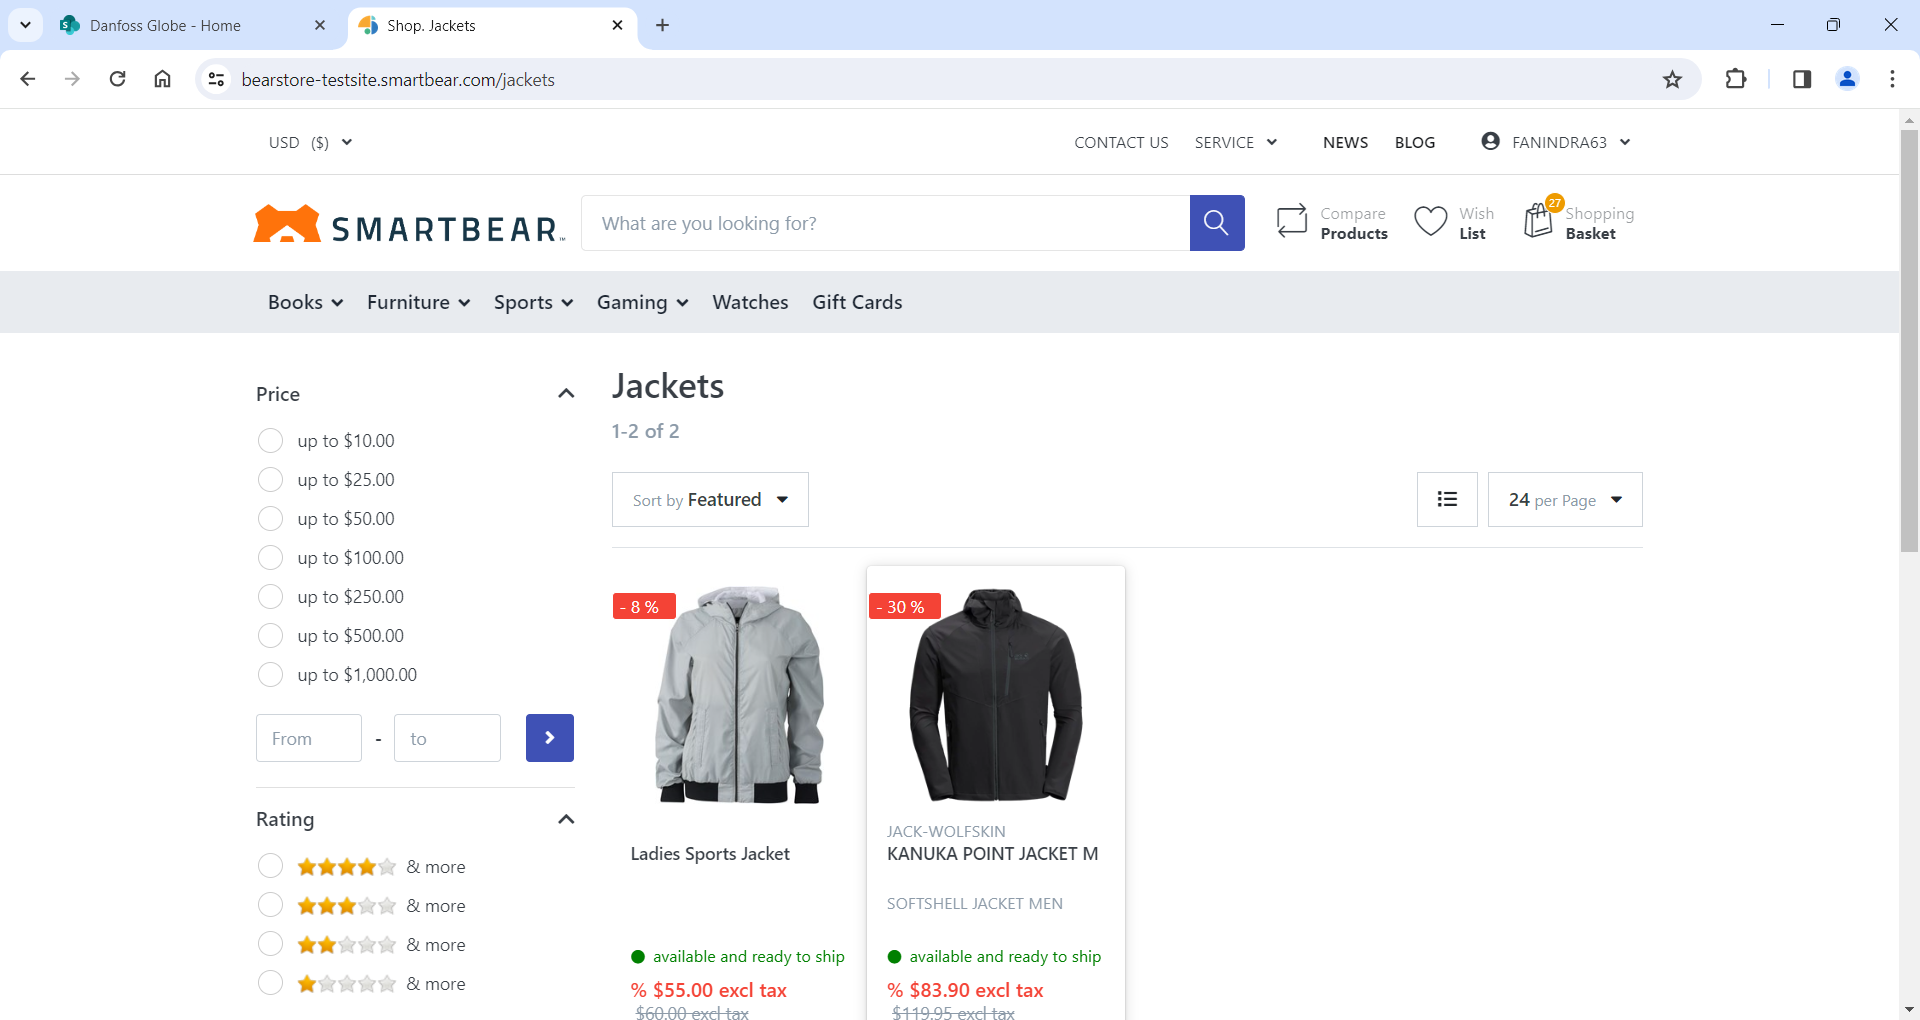 Danfoss Globe - Home
Shop. Jackets
bearstore-testsite.smartbear.com/jackets
USD ($)
CONTACT US
SERVICE
NEWS
BLOG
FANINDRA63
SMARTBEAR
What are you looking for?
Compare
Products
Wish
List
27
Shopping
Basket
Books
Furniture
Sports
Gaming
Watches
Gift Cards
Price
up to $10.00
up to $25.00
up to $50.00
up to $100.00
up to $250.00
up to $500.00
up to $1,000.00
From
-
to
Rating
& more
& more
& more
& more
Jackets
1-2 of 2
Sort by Featured
24 per Page
- 8 %
Ladies Sports Jacket
available and ready to ship
% $55.00 excl tax
$60.00 excl tax
- 30 %
JACK-WOLFSKIN
KANUKA POINT JACKET M
SOFTSHELL JACKET MEN
available and ready to ship
% $83.90 excl tax
$119.95 excl tax